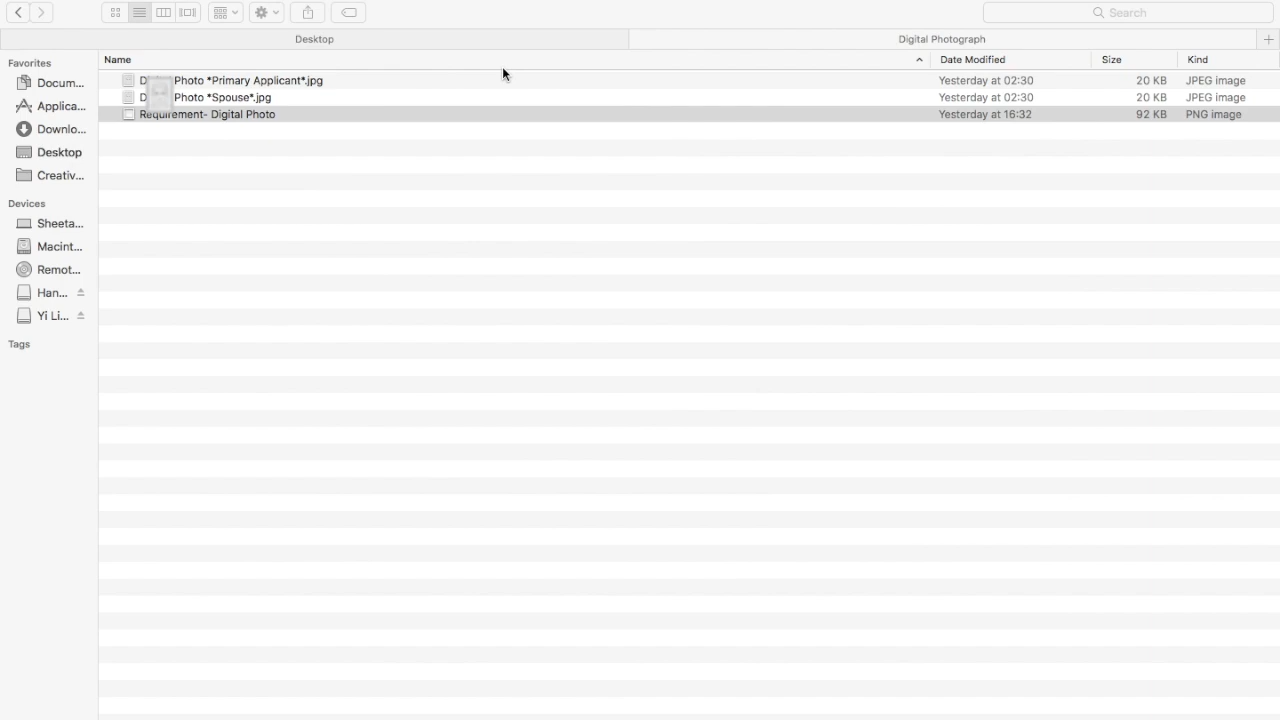 Search
Desktop
Digital Photograph
Favorites
Docum...
Applica...
Downlo...
Desktop
Creativ...
Devices
Sheeta...
Macint...
Remot...
Han...
Yi Li...
Tags
Name
Date Modified
Size
Kind
Photo *Primary Applicant*.jpg
Yesterday at 02:30
20 KB
JPEG image
Photo *Spouse*.jpg
Yesterday at 02:30
20 KB
JPEG image
Requirement- Digital Photo
Yesterday at 16:32
92 KB
PNG image